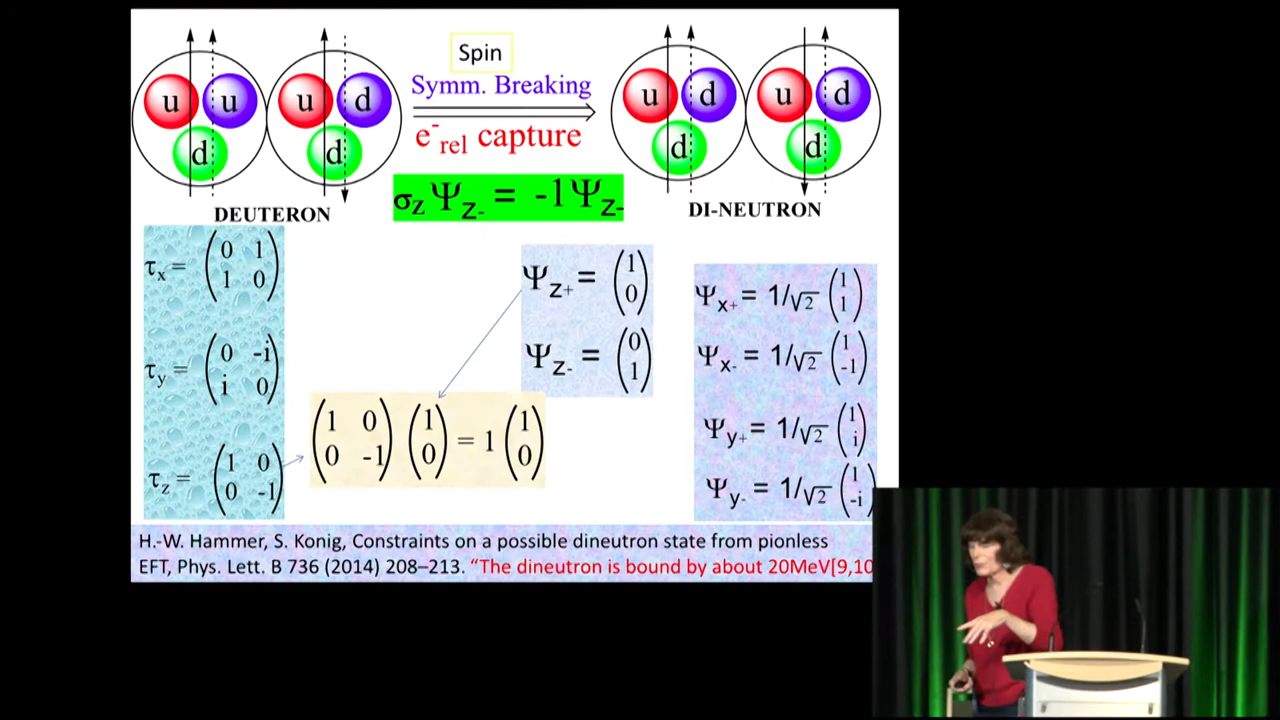 u u d u d d
Spin
Symm. Breaking
e⁻rel capture
u d d u d d
σz Ψz- = -1 Ψz-
DEUTERON
DI-NEUTRON
τx = (0 1
1 0)
τy = (0 -i
i 0)
τz = (1 0
0 -1)
Ψz+ = (1
0)
Ψz- = (0
1)
(1 0
0 -1) (1
0) = 1 (1
0)
Ψx+ = 1/√2 (1
1)
Ψx- = 1/√2 (1
-1)
Ψy+ = 1/√2 (1
i)
Ψy- = 1/√2 (1
-i)
H.-W. Hammer, S. Konig, Constraints on a possible dineutron state from pionless
EFT, Phys. Lett. B 736 (2014) 208–213. “The dineutron is bound by about 20MeV[9,10